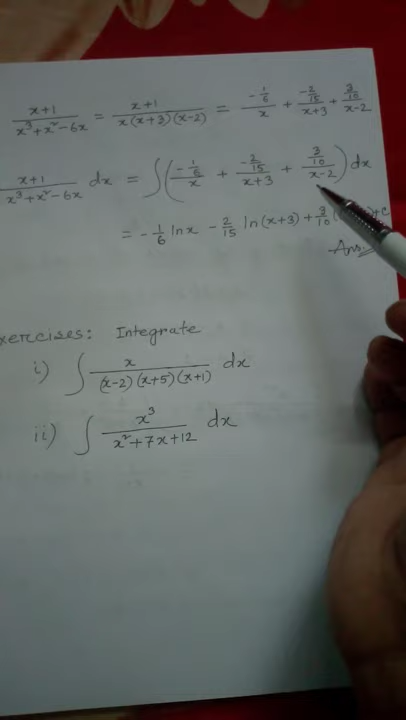 x+1 / x³+x²-6x = x+1 / x(x+3)(x-2) = -1/6 / x + -2/15 / x+3 + 3/10 / x-2
x+1 / x³+x²-6x dx = ∫( -1/6 / x + -2/15 / x+3 + 3/10 / x-2 ) dx
= - 1/6 ln x - 2/15 ln(x+3) + 3/10 )+c
Ans.
xercises: Integrate
i) ∫ x / (x-2)(x+5)(x+1) dx
ii) ∫ x³ / x²+7x+12 dx